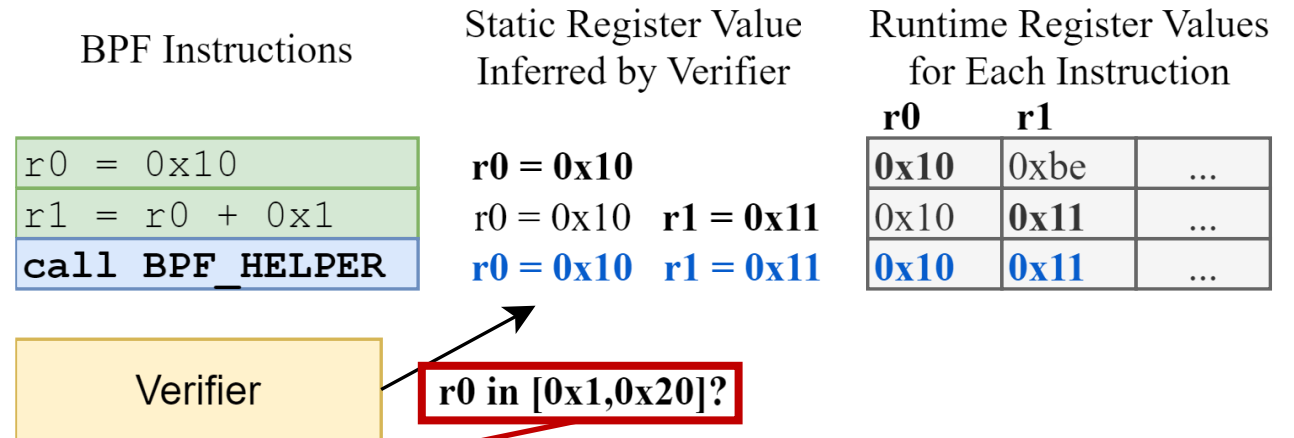 BPF Instructions
Static Register Value
Inferred by Verifier
Runtime Register Values
for Each Instruction
r0 r1
r0 = 0x10
r0 = 0x10
0x10 0xbe ...
r1 = r0 + 0x1
r0 = 0x10 r1 = 0x11
0x10 0x11 ...
call BPF_HELPER
r0 = 0x10 r1 = 0x11
0x10 0x11 ...
Verifier
r0 in [0x1,0x20]?